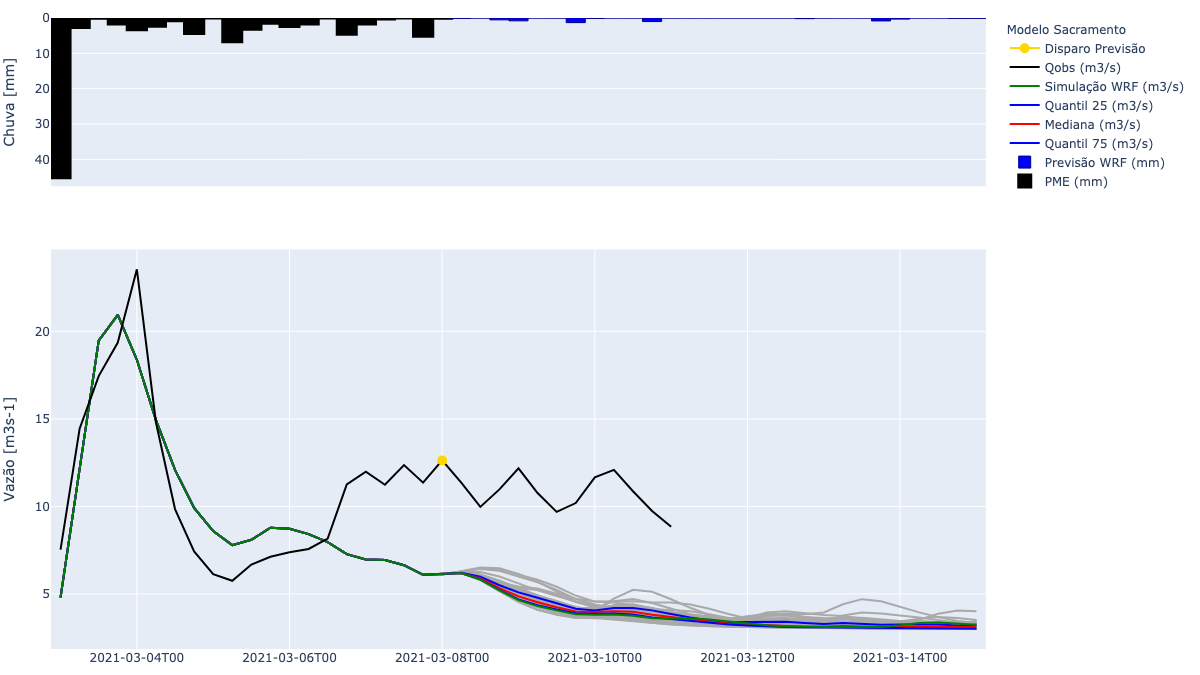 0
10
20
30
40
Chuva [mm]
Modelo Sacramento
Disparo Previsão
Qobs (m3/s)
Simulação WRF (m3/s)
Quantil 25 (m3/s)
Mediana (m3/s)
Quantil 75 (m3/s)
Previsão WRF (mm)
PME (mm)
20
15
10
5
Vazão [m3s-1]
2021-03-04T00
2021-03-06T00
2021-03-08T00
2021-03-10T00
2021-03-12T00
2021-03-14T00